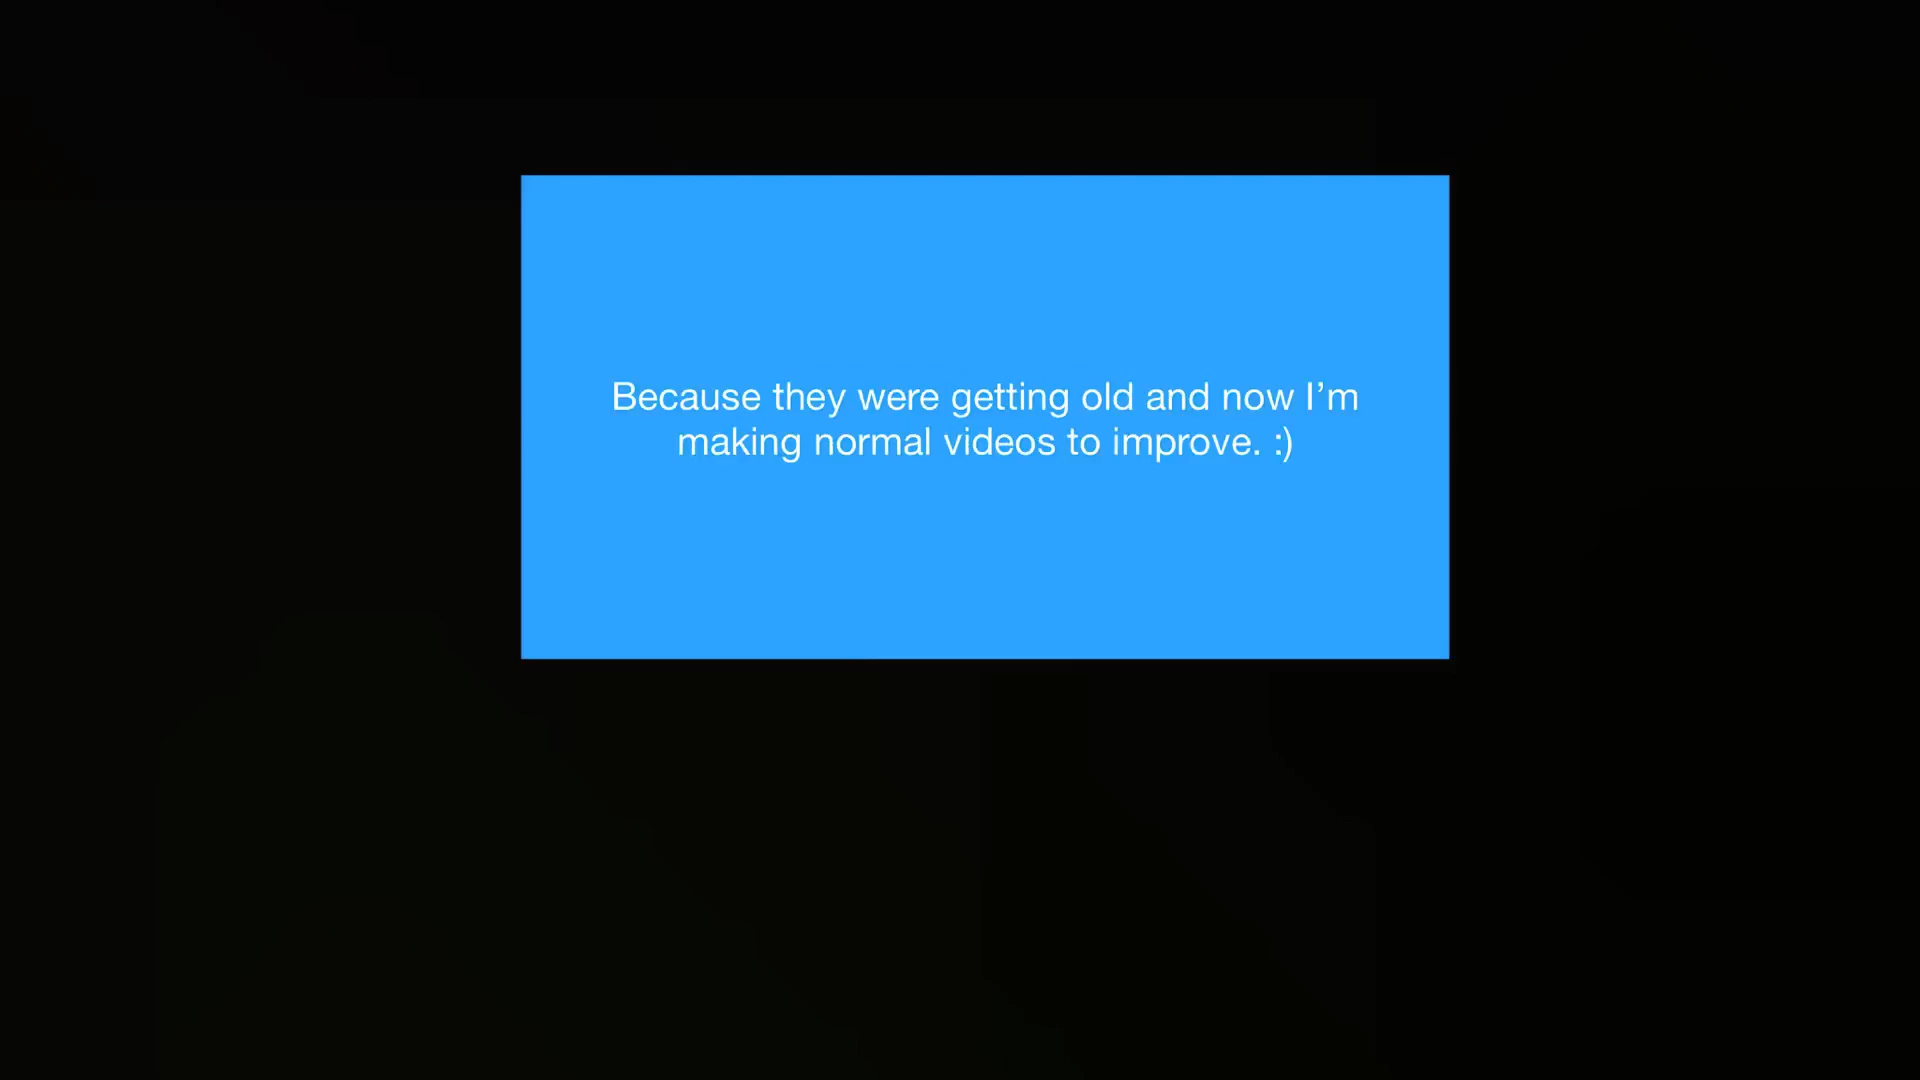 Because they were getting old and now I’m
making normal videos to improve. :)